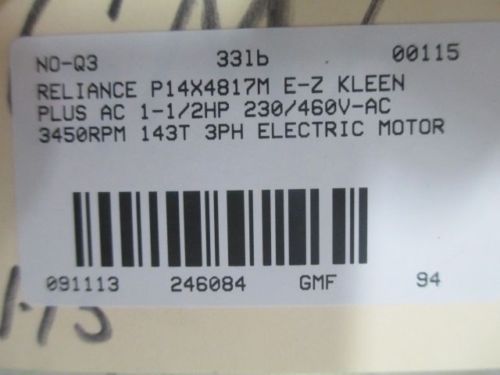 NO-Q3 33lb 00115
RELIANCE P14X4817M E-Z KLEEN
PLUS AC 1-1/2HP 230/460V-AC
3450RPM 143T 3PH ELECTRIC MOTOR
091113 246084 GMF 94